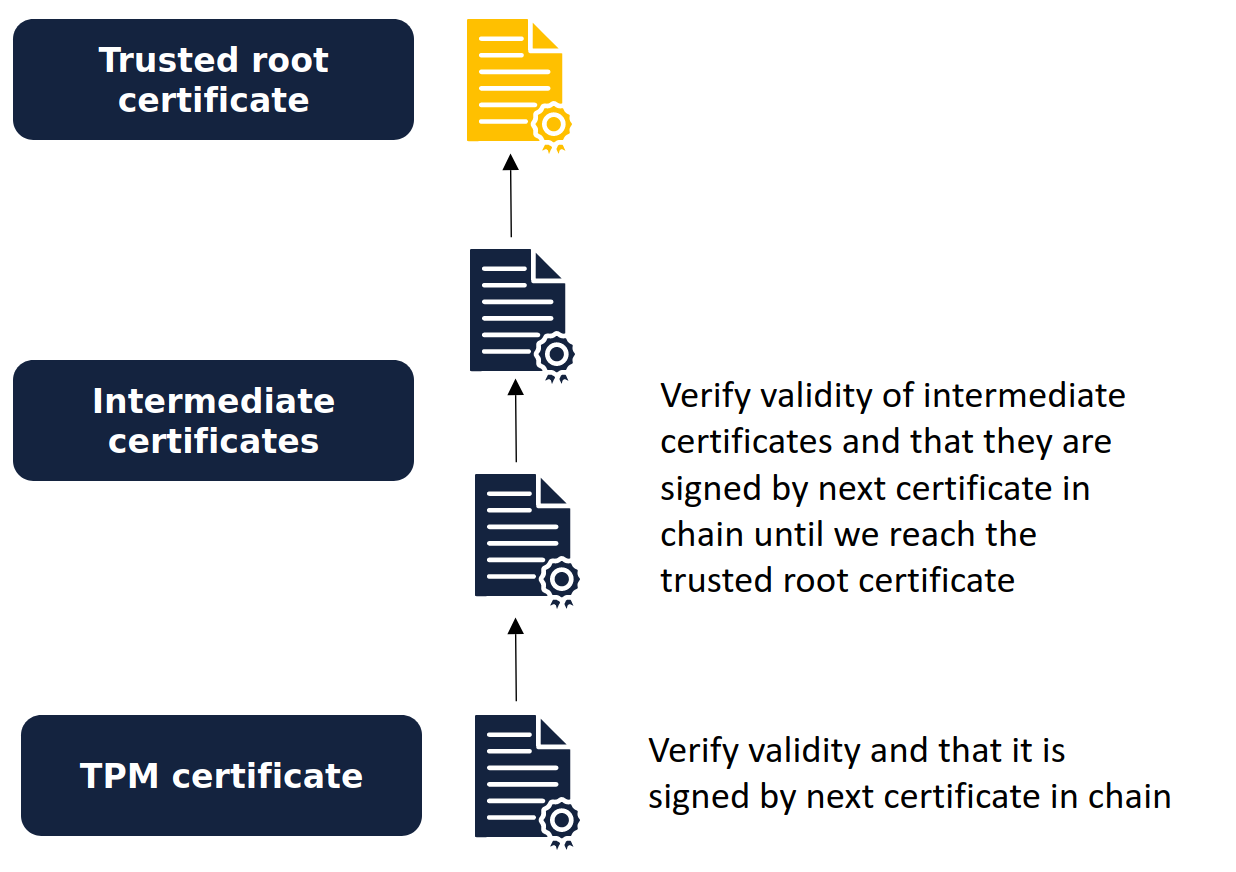 Trusted root
certificate
Intermediate
certificates
Verify validity of intermediate
certificates and that they are
signed by next certificate in
chain until we reach the
trusted root certificate
TPM certificate
Verify validity and that it is
signed by next certificate in chain